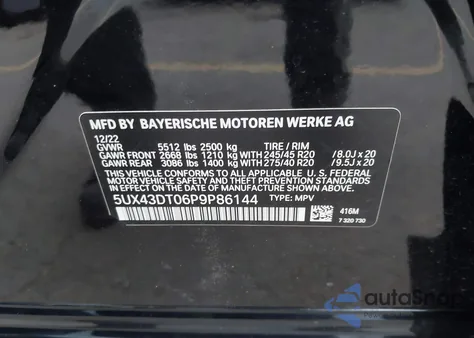 MFD BY BAYERISCHE MOTOREN WERKE AG
12/22
GVWR 5512 lbs 2500 kg TIRE / RIM
GAWR FRONT 2668 lbs 1210 kg WITH 245/45 R20 / 8.0J x 20
GAWR REAR 3086 lbs 1400 kg WITH 275/40 R20 / 9.5J x 20
THIS VEHICLE CONFORMS TO ALL APPLICABLE U. S. FEDERAL
MOTOR VEHICLE SAFETY, BUMPER, AND THEFT PREVENTION
STANDARDS IN EFFECT ON THE DATE OF MANUFACTURE SHOWN ABOVE.
5UX43DT06P9P86144 TYPE: MPV
416M
7 320 730
autoSnap